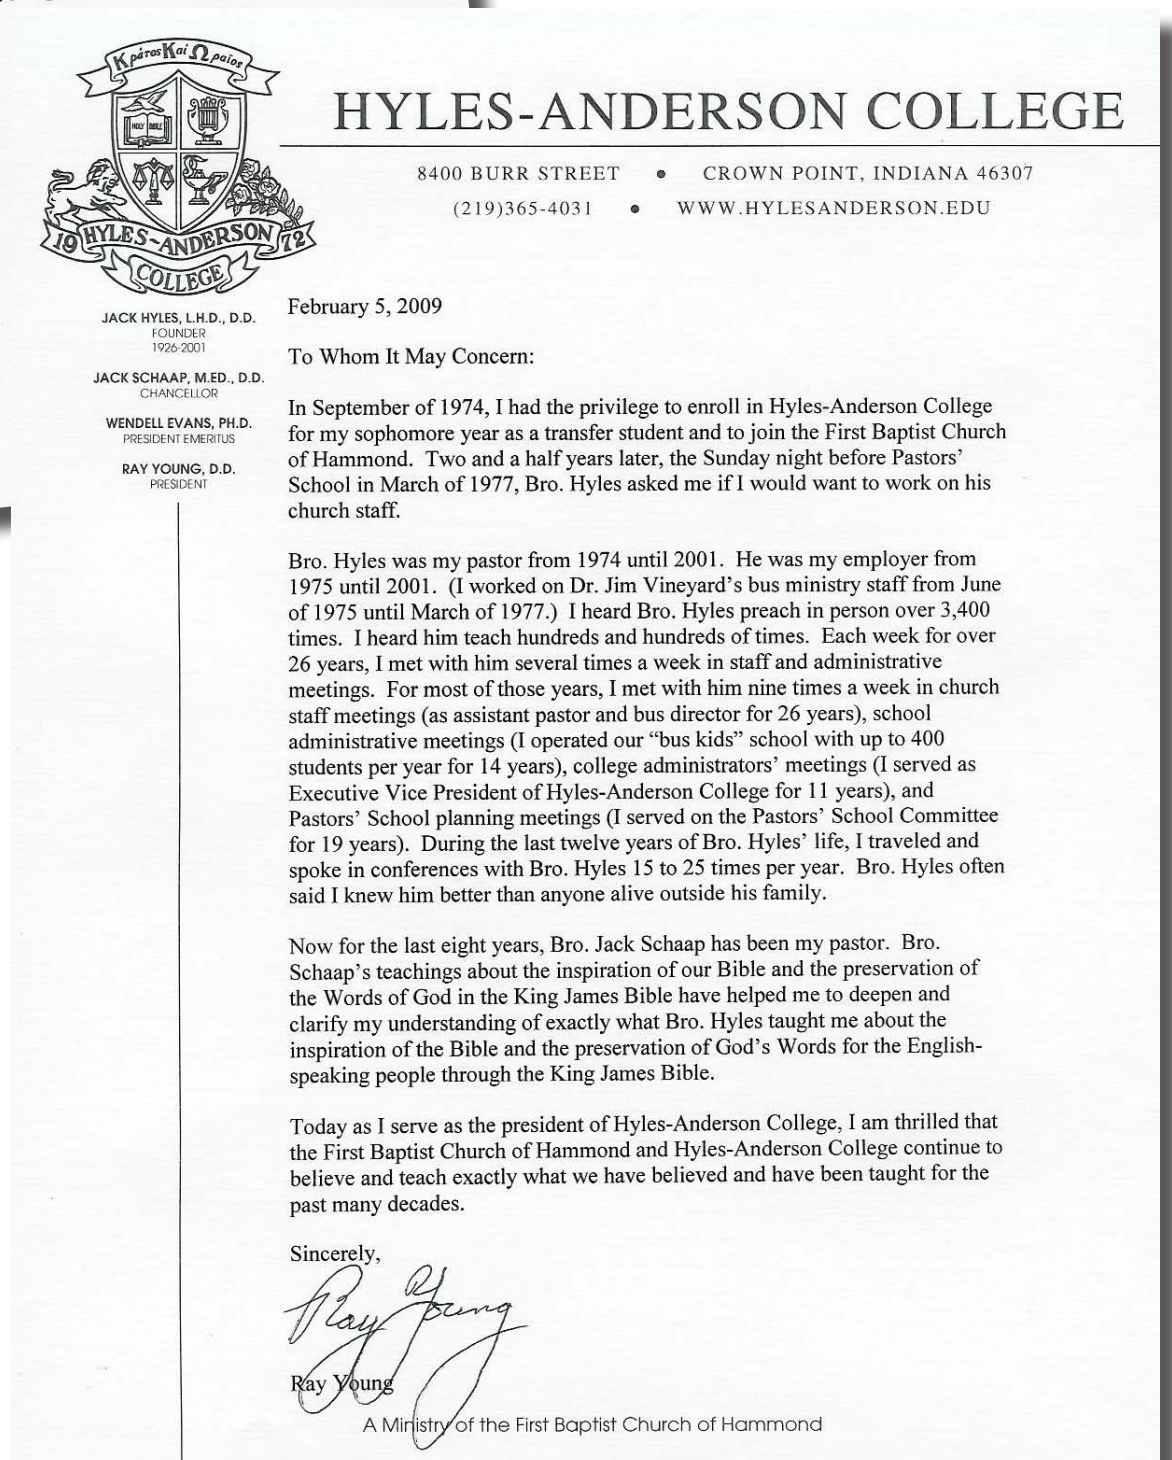 Κράτος Και Ωραίος
HOLY BIBLE
19 HYLES-ANDERSON 72
COLLEGE
HYLES-ANDERSON COLLEGE
8400 BURR STREET • CROWN POINT, INDIANA 46307
(219)365-4031 • WWW.HYLESANDERSON.EDU
JACK HYLES, L.H.D., D.D.
FOUNDER
1926-2001
JACK SCHAAP, M.ED., D.D.
CHANCELLOR
WENDELL EVANS, PH.D.
PRESIDENT EMERITUS
RAY YOUNG, D.D.
PRESIDENT
February 5, 2009
To Whom It May Concern:
In September of 1974, I had the privilege to enroll in Hyles-Anderson College
for my sophomore year as a transfer student and to join the First Baptist Church
of Hammond. Two and a half years later, the Sunday night before Pastors’
School in March of 1977, Bro. Hyles asked me if I would want to work on his
church staff.
Bro. Hyles was my pastor from 1974 until 2001. He was my employer from
1975 until 2001. (I worked on Dr. Jim Vineyard’s bus ministry staff from June
of 1975 until March of 1977.) I heard Bro. Hyles preach in person over 3,400
times. I heard him teach hundreds and hundreds of times. Each week for over
26 years, I met with him several times a week in staff and administrative
meetings. For most of those years, I met with him nine times a week in church
staff meetings (as assistant pastor and bus director for 26 years), school
administrative meetings (I operated our “bus kids” school with up to 400
students per year for 14 years), college administrators’ meetings (I served as
Executive Vice President of Hyles-Anderson College for 11 years), and
Pastors’ School planning meetings (I served on the Pastors’ School Committee
for 19 years). During the last twelve years of Bro. Hyles’ life, I traveled and
spoke in conferences with Bro. Hyles 15 to 25 times per year. Bro. Hyles often
said I knew him better than anyone alive outside his family.
Now for the last eight years, Bro. Jack Schaap has been my pastor. Bro.
Schaap’s teachings about the inspiration of our Bible and the preservation of
the Words of God in the King James Bible have helped me to deepen and
clarify my understanding of exactly what Bro. Hyles taught me about the
inspiration of the Bible and the preservation of God’s Words for the English-
speaking people through the King James Bible.
Today as I serve as the president of Hyles-Anderson College, I am thrilled that
the First Baptist Church of Hammond and Hyles-Anderson College continue to
believe and teach exactly what we have believed and have been taught for the
past many decades.
Sincerely,
Ray Young
Ray Young
A Ministry of the First Baptist Church of Hammond